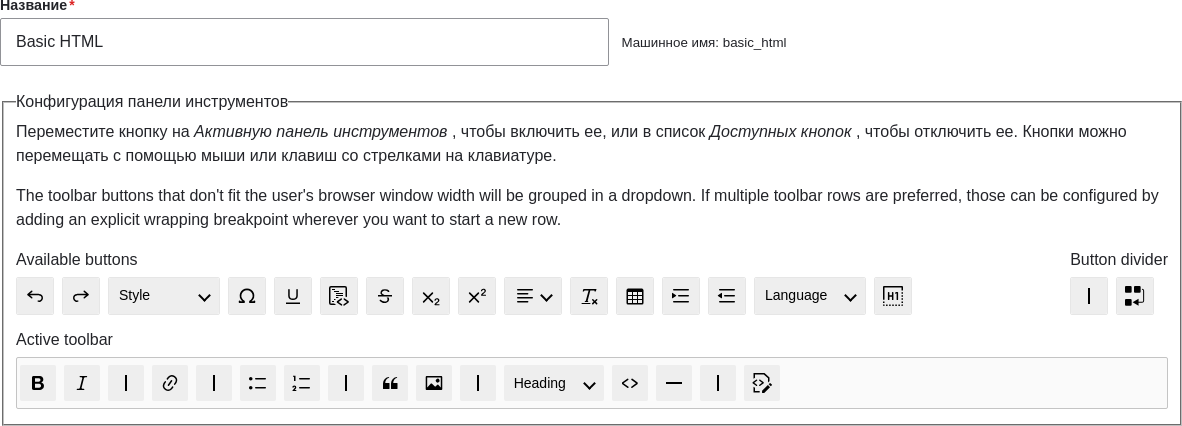 Название*
Basic HTML
Машинное имя: basic_html
Конфигурация панели инструментов
Переместите кнопку на Активную панель инструментов , чтобы включить ее, или в список Доступных кнопок , чтобы отключить ее. Кнопки можно
перемещать с помощью мыши или клавиш со стрелками на клавиатуре.
The toolbar buttons that don't fit the user's browser window width will be grouped in a dropdown. If multiple toolbar rows are preferred, those can be configured by
adding an explicit wrapping breakpoint wherever you want to start a new row.
Available buttons
Button divider
Style
Language
Active toolbar
Heading